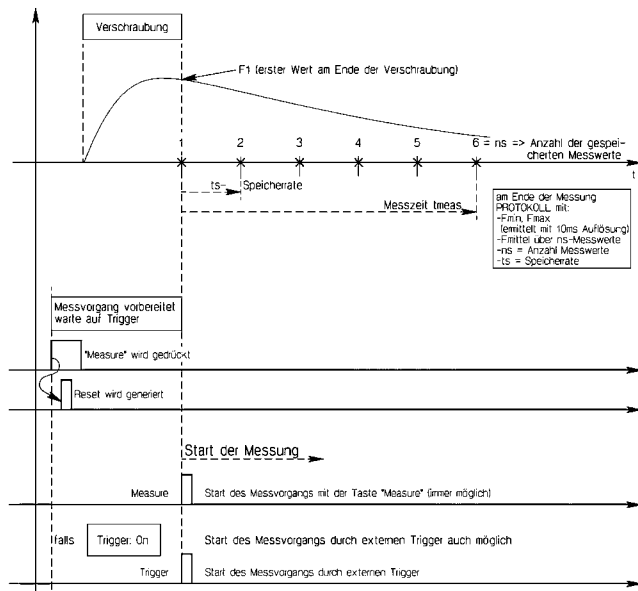 Verschraubung
F1 (erster Wert am Ende der Verschraubung)
1 2 3 4 5 6 = ns => Anzahl der gespei-
cherten Messwerte
t
ts- Speicherrate
Messzeit tmeas
am Ende der Messung
PROTOKOLL mit:
-Fmin, Fmax
(ermittelt mit 10ms Auflösung)
-Fmittel über ns-Messwerte
-ns = Anzahl Messwerte
-ts = Speicherrate
Messvorgang vorbereitet
warte auf Trigger
"Measure" wird gedrückt
Reset wird generiert
Start der Messung
Measure Start des Messvorgangs mit der Taste "Measure" (immer möglich)
falls Trigger: On Start des Messvorgangs durch externen Trigger auch möglich
Trigger Start des Messvorgangs durch externen Trigger